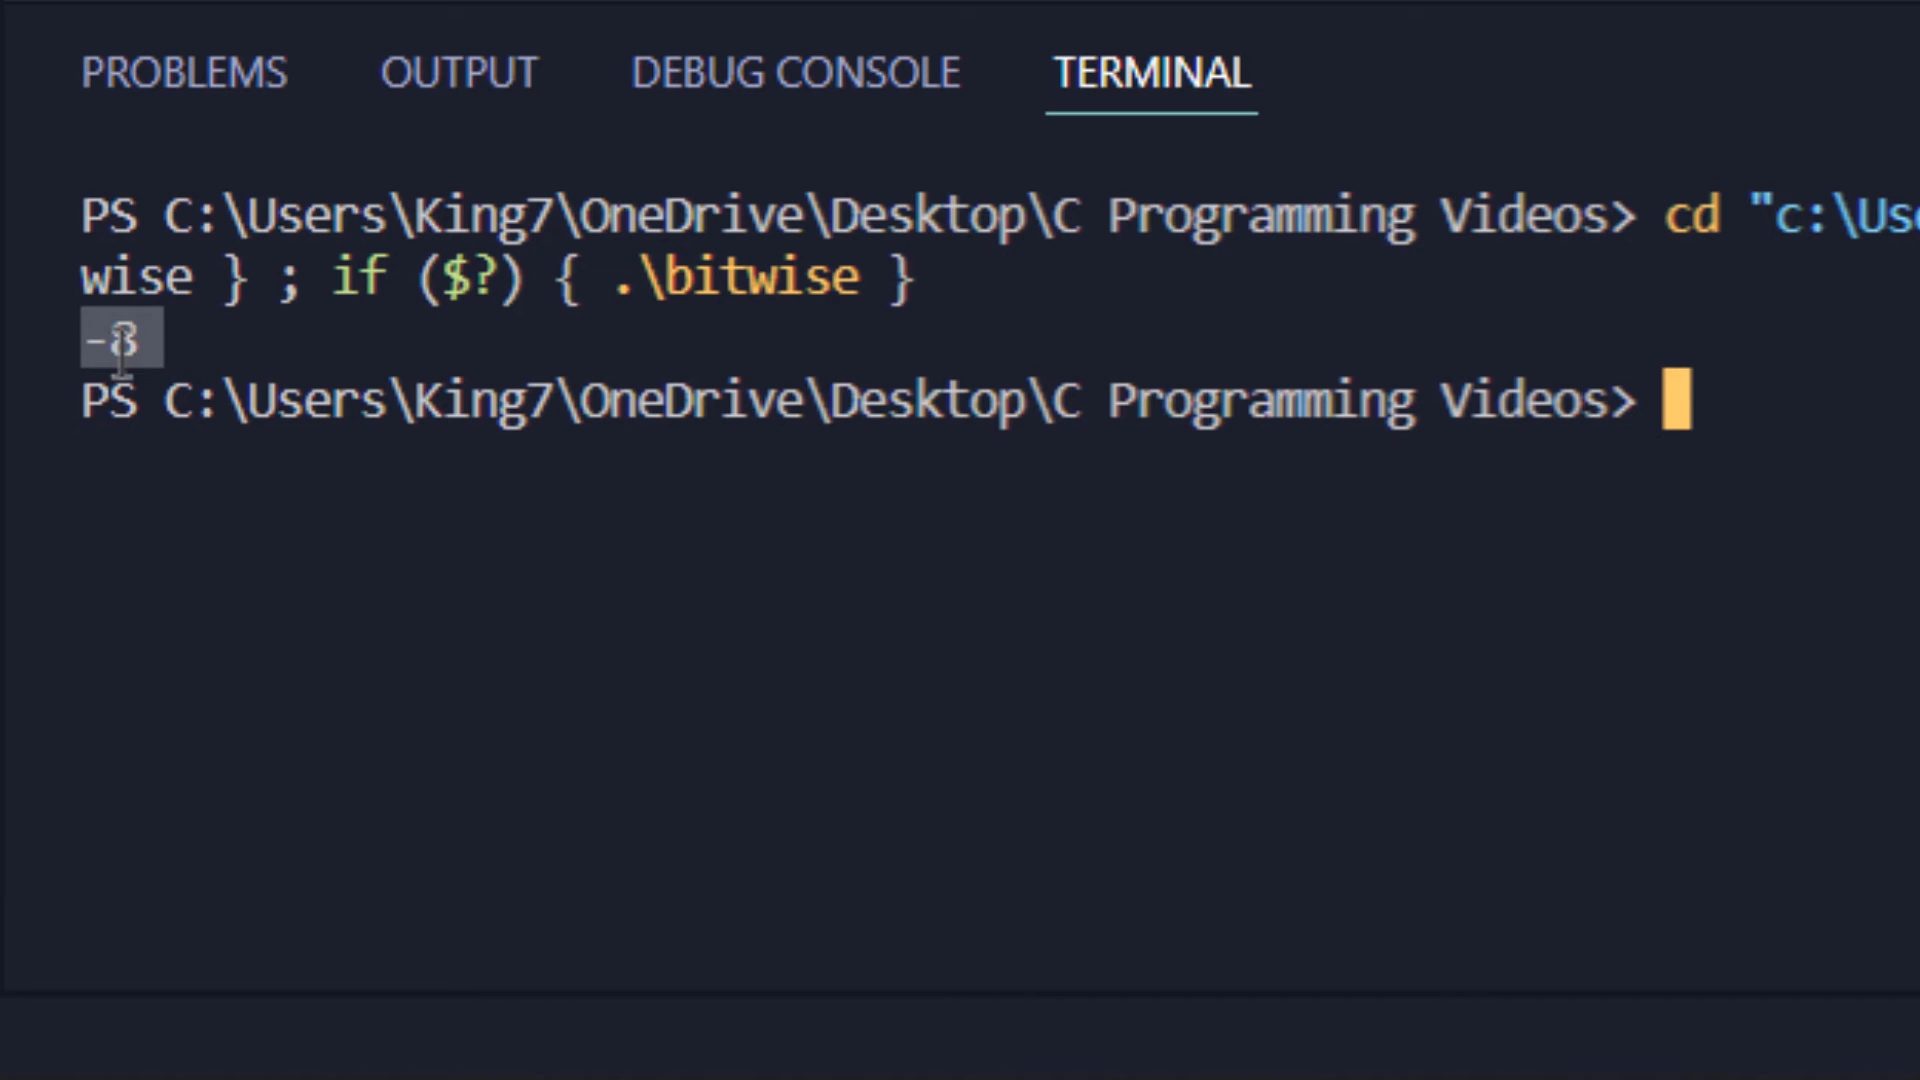 PROBLEMS OUTPUT DEBUG CONSOLE TERMINAL
PS C:\Users\King7\OneDrive\Desktop\C Programming Videos> cd "c:\Use
wise } ; if ($?) { .\bitwise }
-8
PS C:\Users\King7\OneDrive\Desktop\C Programming Videos>